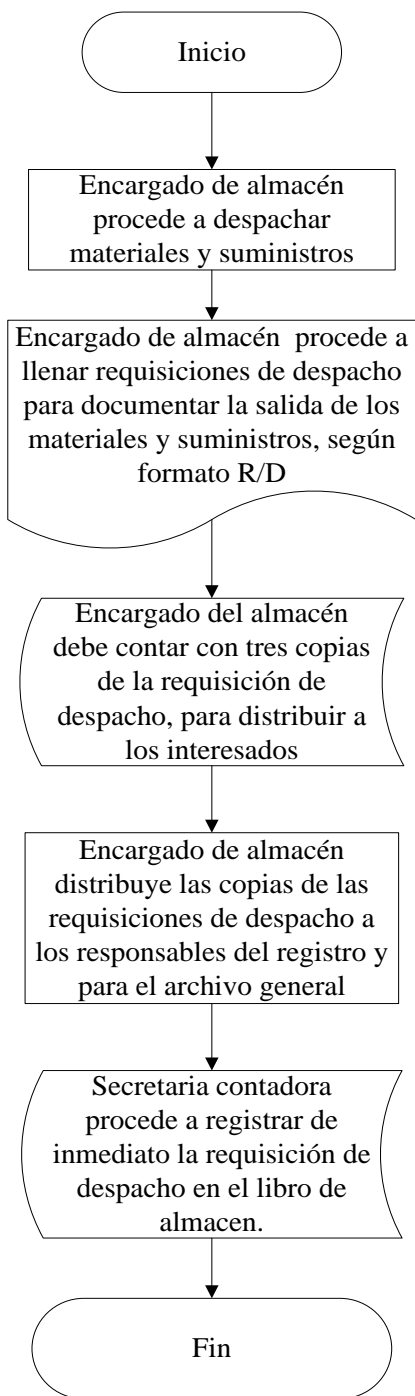 Inicio
Encargado de almacén
procede a despachar
materiales y suministros
Encargado de almacén  procede a
llenar requisiciones de despacho
para documentar la salida de los
materiales y suministros, según
formato R/D
Encargado del almacén
debe contar con tres copias
de la requisición de
despacho, para distribuir a
los interesados
Encargado de almacén
distribuye las copias de las
requisiciones de despacho a
los responsables del registro y
para el archivo general
Secretaria contadora
procede a registrar de
inmediato la requisición de
despacho en el libro de
almacen.
Fin